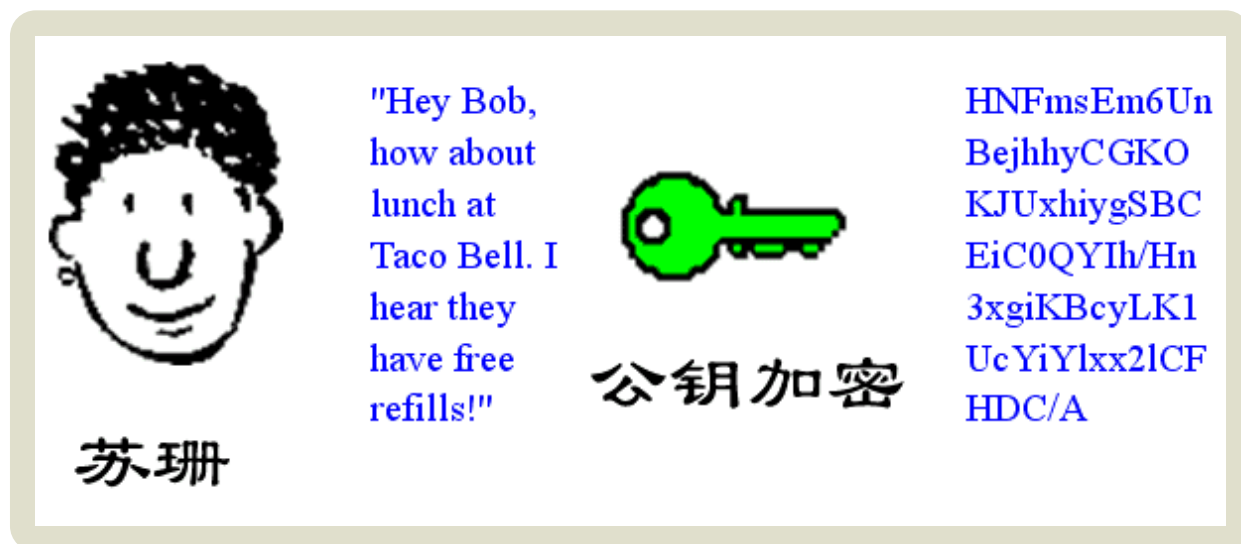 "Hey Bob,
how about
lunch at
Taco Bell. I
hear they
have free
refills!"
苏珊
公钥加密
HNFmsEm6Un
BejhhyCGKO
KJUxhiygSBC
EiC0QYIh/Hn
3xgiKBcyLK1
UcYiYlxx2lCF
HDC/A